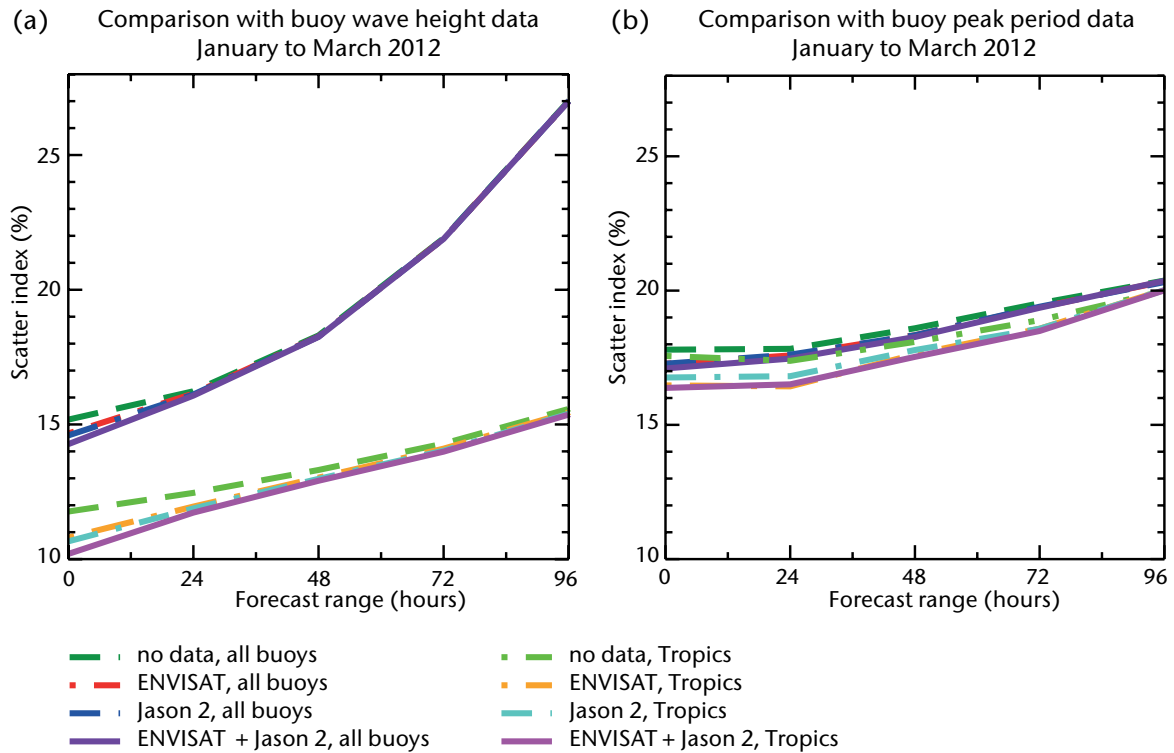 (a) Comparison with buoy wave height data
January to March 2012
Scatter index (%)
25
20
15
10
0 24 48 72 96
Forecast range (hours)
(b) Comparison with buoy peak period data
January to March 2012
Scatter index (%)
25
20
15
10
0 24 48 72 96
Forecast range (hours)
no data, all buoys
ENVISAT, all buoys
Jason 2, all buoys
ENVISAT + Jason 2, all buoys
no data, Tropics
ENVISAT, Tropics
Jason 2, Tropics
ENVISAT + Jason 2, Tropics